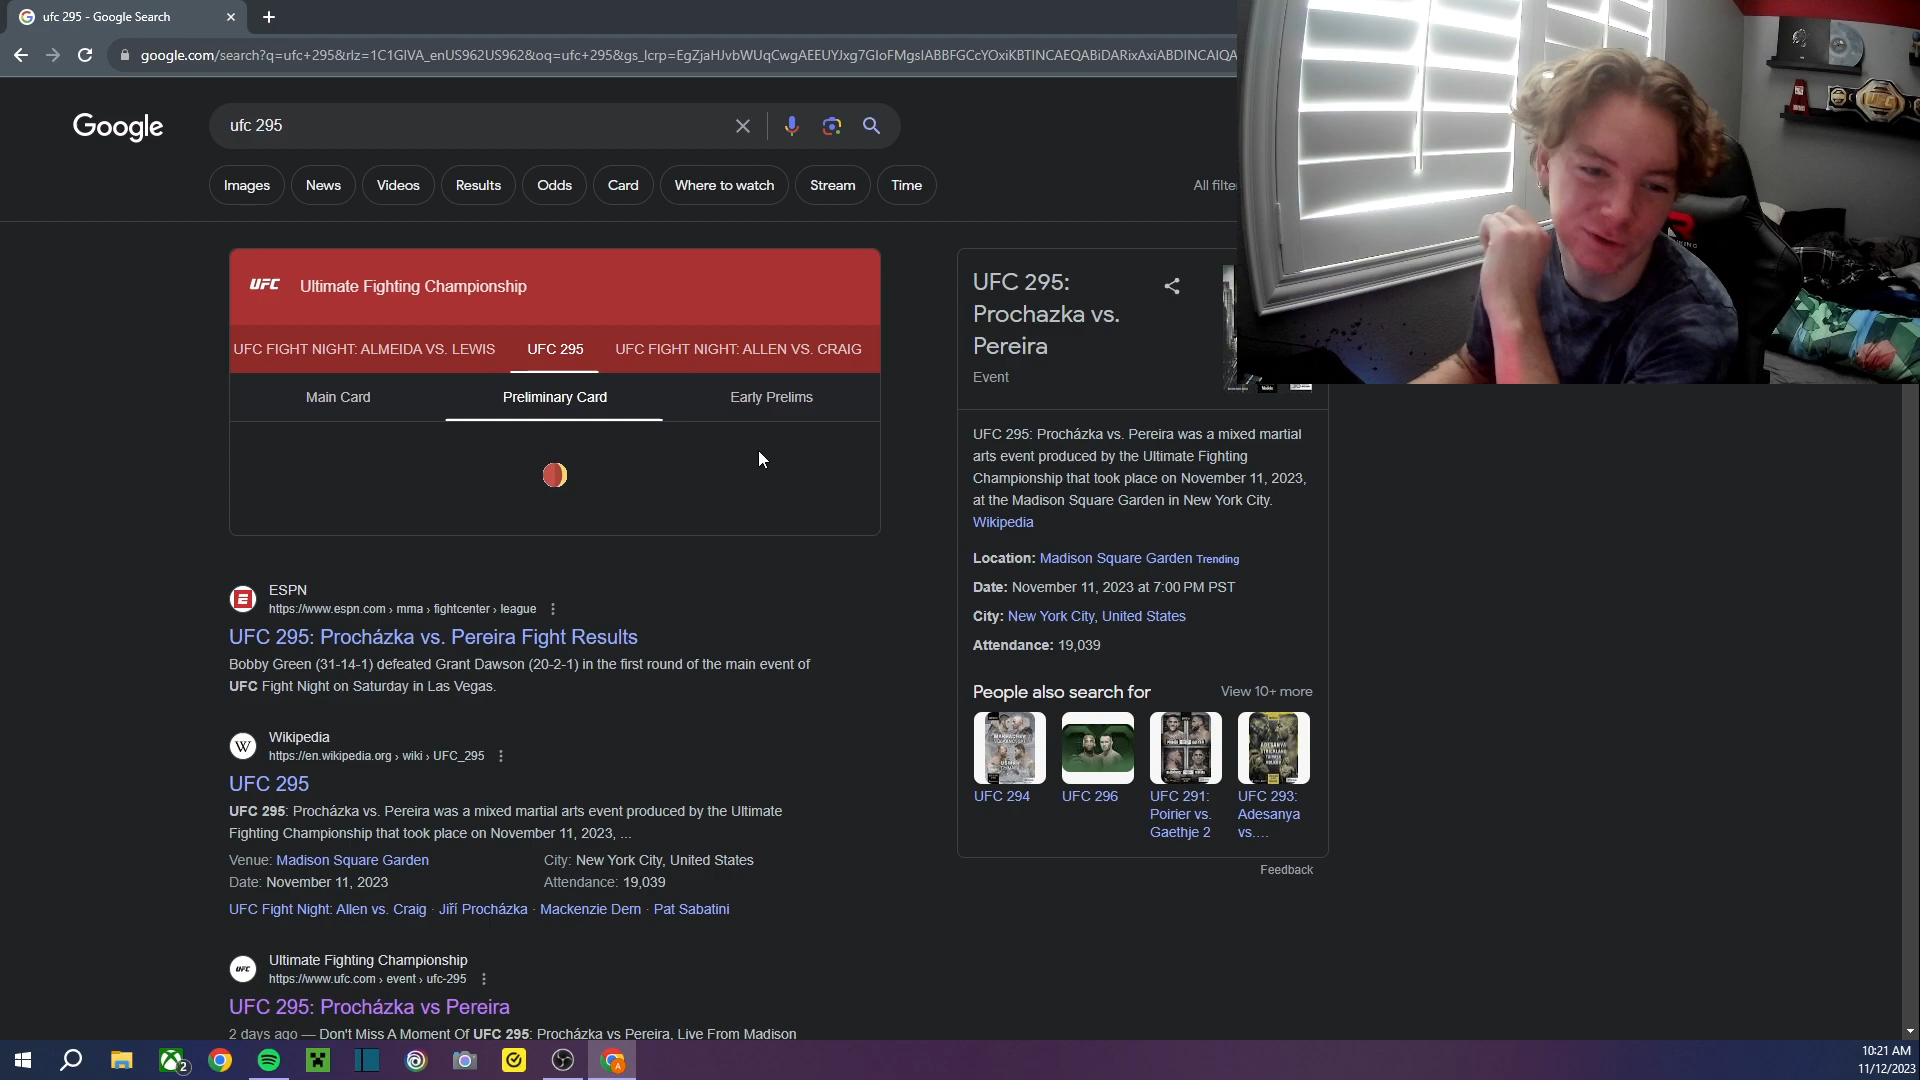 ufc 295 - Google Search
google.com/search?q=ufc+295&rlz=1C1GIVA_enUS962US962&oq=ufc+295&gs_lcrp=EgZjaHJvbWUqCwgAEEUYJxg7GIoFMgsIABBFGCcYOxiKBTINCAEQABiDARixAxiABDINCAIQA
Google
ufc 295
Images
News
Videos
Results
Odds
Card
Where to watch
Stream
Time
All filte
UFC
Ultimate Fighting Championship
UFC FIGHT NIGHT: ALMEIDA VS. LEWIS
UFC 295
UFC FIGHT NIGHT: ALLEN VS. CRAIG
Main Card
Preliminary Card
Early Prelims
ESPN
https://www.espn.com › mma › fightcenter › league
UFC 295: Procházka vs. Pereira Fight Results
Bobby Green (31-14-1) defeated Grant Dawson (20-2-1) in the first round of the main event of
UFC Fight Night on Saturday in Las Vegas.
W
Wikipedia
https://en.wikipedia.org › wiki › UFC_295
UFC 295
UFC 295: Procházka vs. Pereira was a mixed martial arts event produced by the Ultimate
Fighting Championship that took place on November 11, 2023, ...
Venue: Madison Square Garden
City: New York City, United States
Date: November 11, 2023
Attendance: 19,039
UFC Fight Night: Allen vs. Craig · Jiří Procházka · Mackenzie Dern · Pat Sabatini
UFC
Ultimate Fighting Championship
https://www.ufc.com › event › ufc-295
UFC 295: Procházka vs Pereira
2 days ago — Don't Miss A Moment Of UFC 295: Procházka vs Pereira, Live From Madison
UFC 295:
Prochazka vs.
Pereira
Event
UFC 295: Procházka vs. Pereira was a mixed martial
arts event produced by the Ultimate Fighting
Championship that took place on November 11, 2023,
at the Madison Square Garden in New York City.
Wikipedia
Location: Madison Square Garden Trending
Date: November 11, 2023 at 7:00 PM PST
City: New York City, United States
Attendance: 19,039
People also search for
View 10+ more
UFC 294
UFC 296
UFC 291:
Poirier vs.
Gaethje 2
UFC 293:
Adesanya
vs....
Feedback
2
A
10:21 AM
11/12/2023